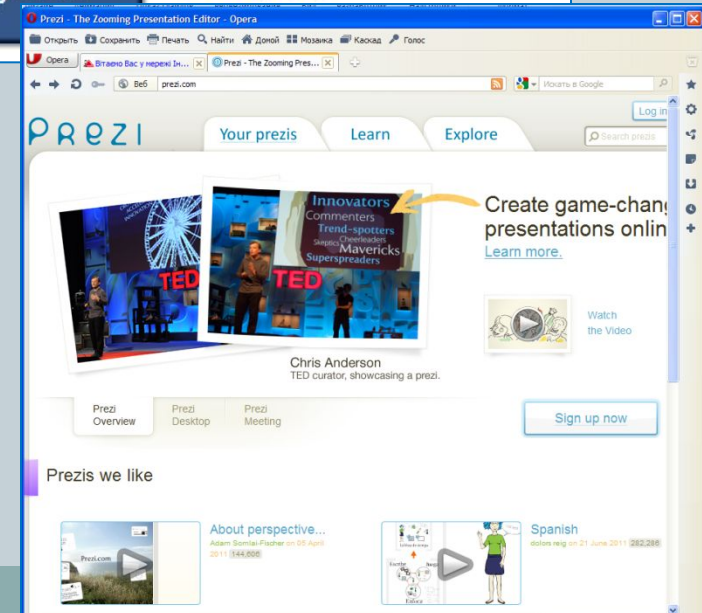 Prezi - The Zooming Presentation Editor - Opera
Открыть Сохранить Печать Найти Домой Мозаика Каскад Голос
Opera Вітаємо Вас у мережі Ін... Prezi - The Zooming Pres...
Веб prezi.com Искать в Google
Log in
PREZI Your prezis Learn Explore Search prezis
Innovators
Commenters
Trend-spotters
Skeptics Cheerleaders
Mavericks
Superspreaders
TED TED
Create game-chang
presentations onlin
Learn more.
Watch
the Video
Chris Anderson
TED curator, showcasing a prezi.
Prezi Overview
Prezi Desktop
Prezi Meeting
Sign up now
Prezis we like
About perspective...
Adam Somlai-Fischer on 05 April
2011 144,606
Prezi.com
Spanish
dolors reig on 21 June 2011 282,286